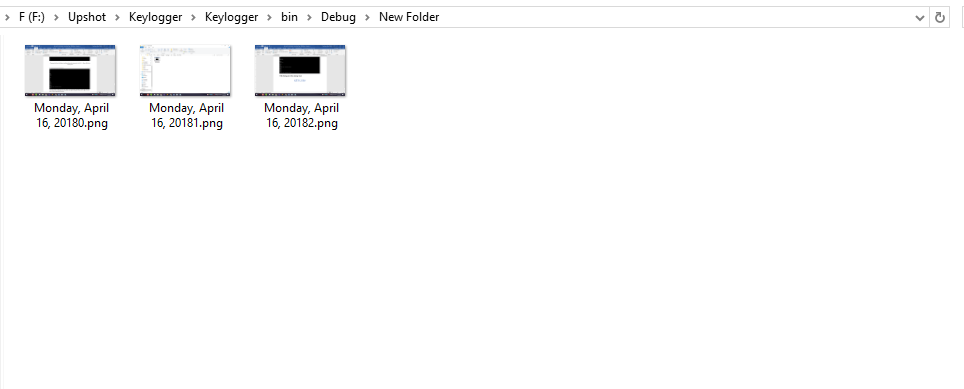 F (F:) Upshot Keylogger Keylogger bin Debug New Folder
Monday, April
16, 20180.png
Monday, April
16, 20181.png
Monday, April
16, 20182.png